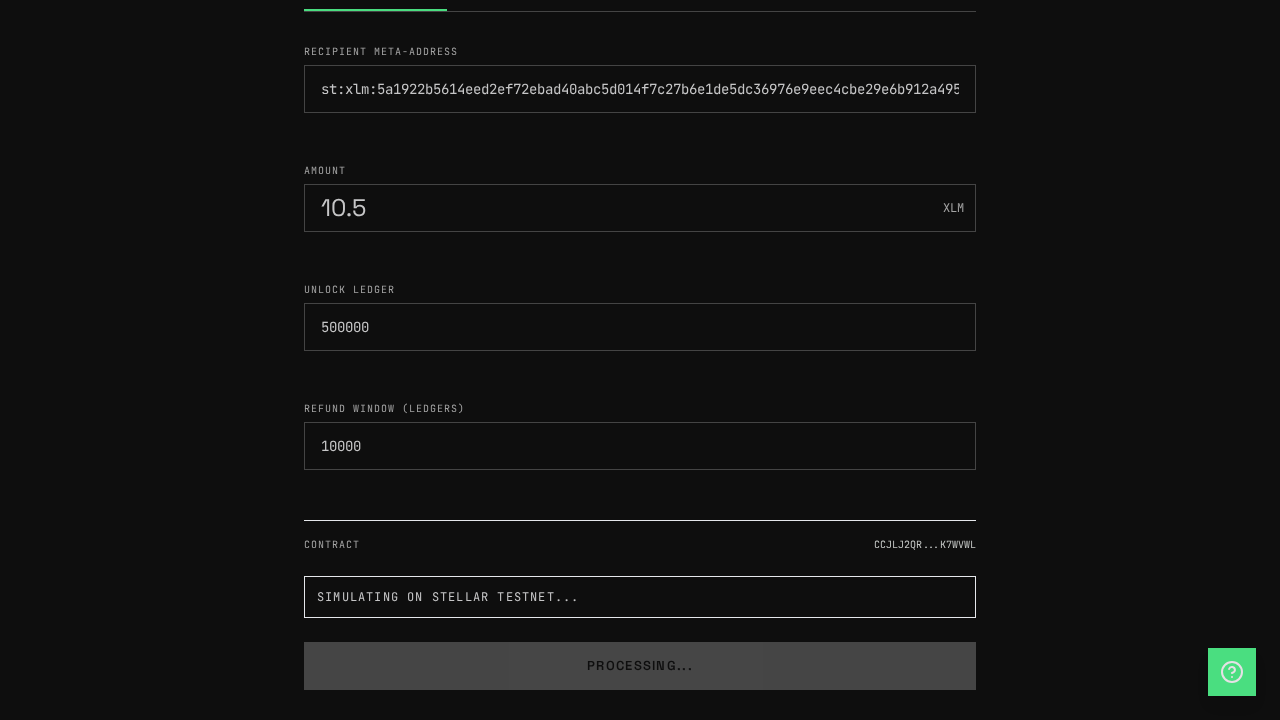 RECIPIENT META-ADDRESS
st:xlm:5a1922b5614eed2ef72ebad40abc5d014f7c27b6e1de5dc36976e9eec4cbe29e6b912a495
AMOUNT
10.5 XLM
UNLOCK LEDGER
500000
REFUND WINDOW (LEDGERS)
10000
CONTRACT CCJLJ2QR...K7WVWL
SIMULATING ON STELLAR TESTNET...
PROCESSING...